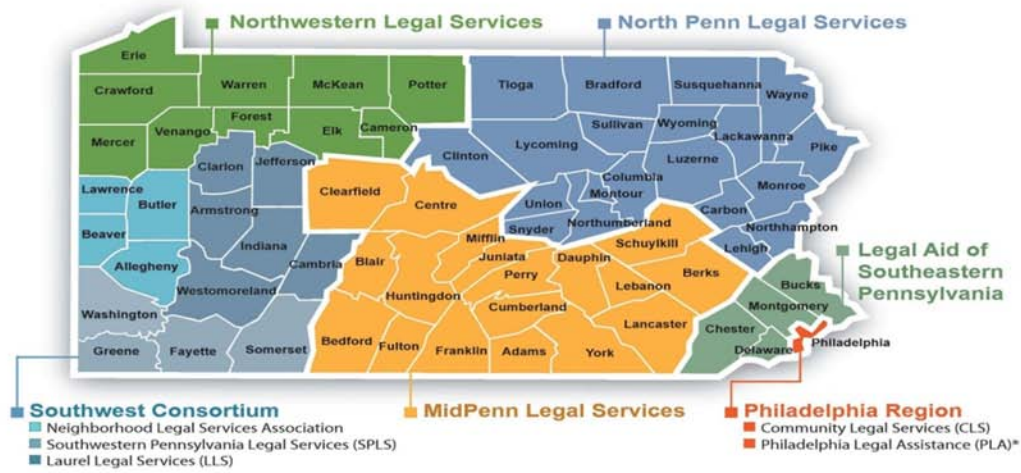 Northwestern Legal Services
North Penn Legal Services
Erie
Crawford
Warren
McKean
Potter
Tioga
Bradford
Susquehanna
Wayne
Mercer
Venango
Forest
Elk
Cameron
Clinton
Lycoming
Sullivan
Wyoming
Lackawanna
Pike
Luzerne
Columbia
Montour
Monroe
Carbon
Union
Snyder
Northumberland
Northhampton
Lehigh
Lawrence
Butler
Beaver
Allegheny
Clarion
Jefferson
Armstrong
Indiana
Cambria
Westmoreland
Washington
Greene
Fayette
Somerset
Clearfield
Centre
Mifflin
Juniata
Blair
Huntingdon
Perry
Dauphin
Schuylkill
Berks
Lebanon
Cumberland
Lancaster
Bedford
Fulton
Franklin
Adams
York
Legal Aid of
Southeastern
Pennsylvania
Bucks
Montgomery
Chester
Delaware
Philadelphia
Southwest Consortium
Neighborhood Legal Services Association
Southwestern Pennsylvania Legal Services (SPLS)
Laurel Legal Services (LLS)
MidPenn Legal Services
Philadelphia Region
Community Legal Services (CLS)
Philadelphia Legal Assistance (PLA)*